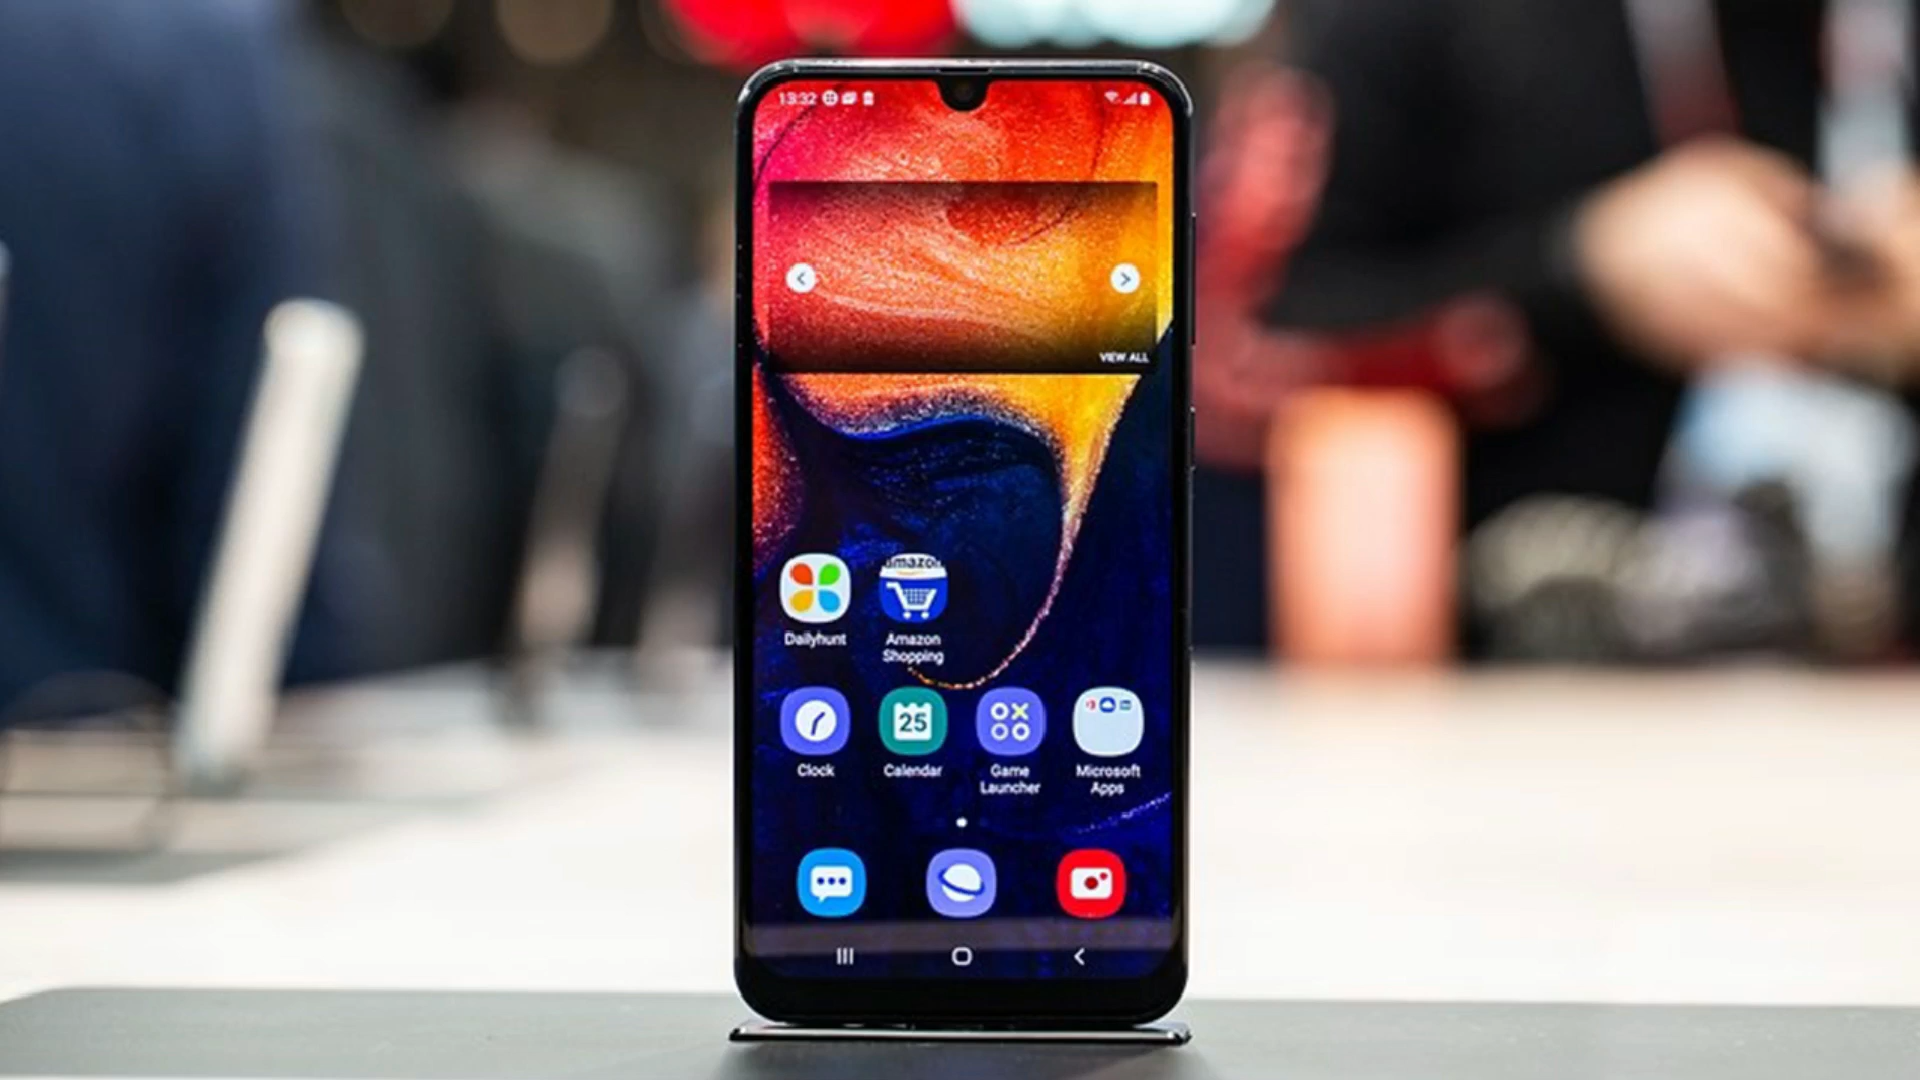 13:32
VIEW ALL
amazon
Dailyhunt
Amazon
Shopping
25
Clock
Calendar
Game
Launcher
Microsoft
Apps